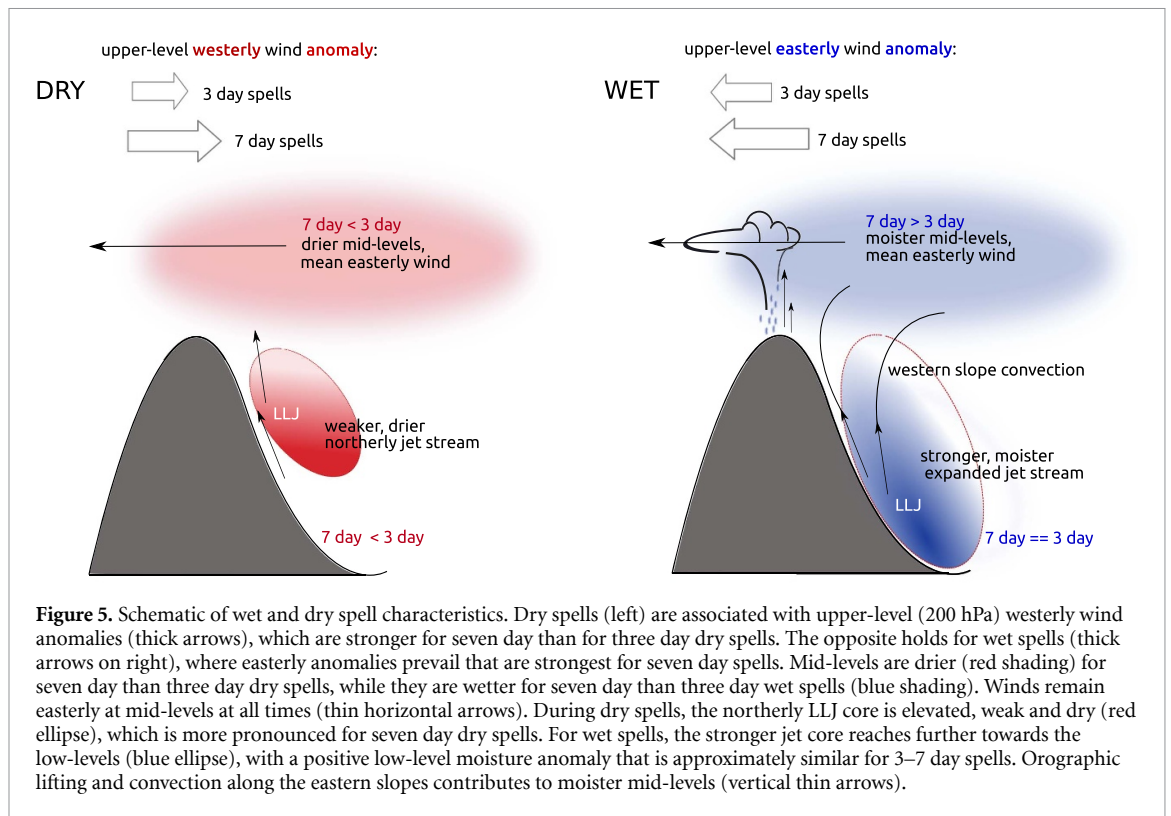 upper-level westerly wind anomaly:
DRY
3 day spells
7 day spells
7 day < 3 day
drier mid-levels,
mean easterly wind
LLJ
weaker, drier
northerly jet stream
7 day < 3 day
upper-level easterly wind anomaly:
WET
3 day spells
7 day spells
7 day > 3 day
moister mid-levels,
mean easterly wind
western slope convection
stronger, moister
expanded jet stream
LLJ
7 day == 3 day
Figure 5. Schematic of wet and dry spell characteristics. Dry spells (left) are associated with upper-level (200 hPa) westerly wind
anomalies (thick arrows), which are stronger for seven day than for three day dry spells. The opposite holds for wet spells (thick
arrows on right), where easterly anomalies prevail that are strongest for seven day spells. Mid-levels are drier (red shading) for
seven day than three day dry spells, while they are wetter for seven day than three day wet spells (blue shading). Winds remain
easterly at mid-levels at all times (thin horizontal arrows). During dry spells, the northerly LLJ core is elevated, weak and dry (red
ellipse), which is more pronounced for seven day dry spells. For wet spells, the stronger jet core reaches further towards the
low-levels (blue ellipse), with a positive low-level moisture anomaly that is approximately similar for 3–7 day spells. Orographic
lifting and convection along the eastern slopes contributes to moister mid-levels (vertical thin arrows).